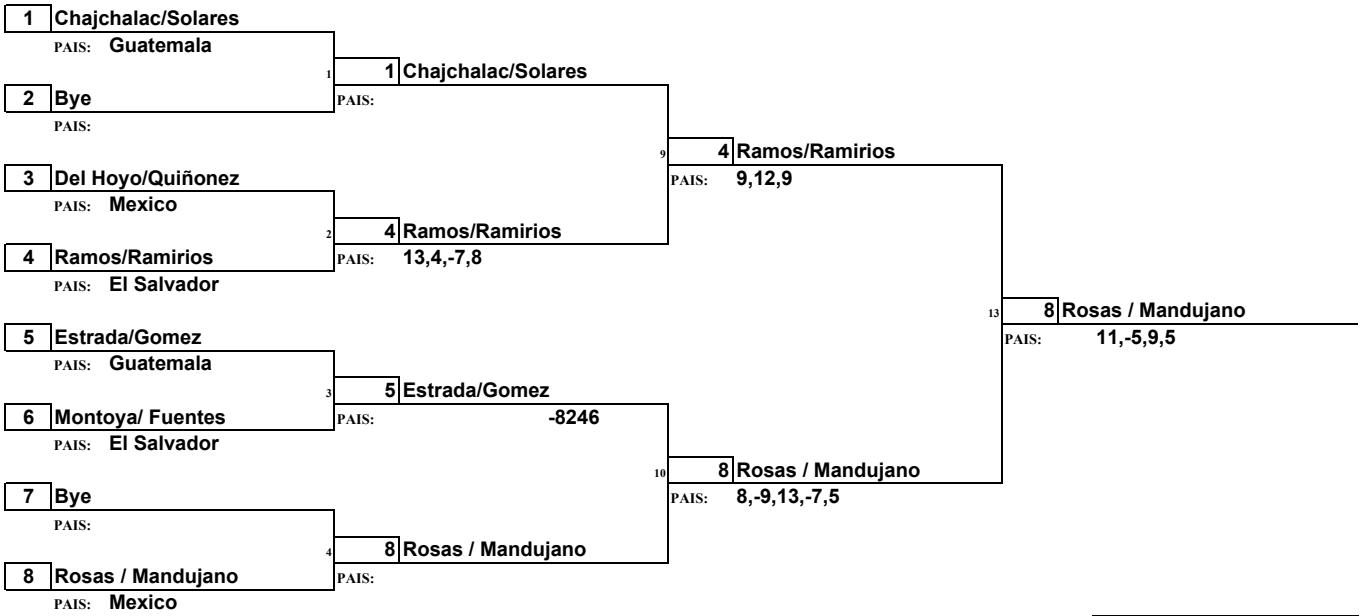 1 Chajchalac/Solares
PAIS: Guatemala
1 1 Chajchalac/Solares
2 Bye PAIS:
PAIS:
9 4 Ramos/Ramirios
3 Del Hoyo/Quiñonez PAIS: 9,12,9
PAIS: Mexico
2 4 Ramos/Ramirios
4 Ramos/Ramirios PAIS: 13,4,-7,8
PAIS: El Salvador
13 8 Rosas / Mandujano
5 Estrada/Gomez PAIS: 11,-5,9,5
PAIS: Guatemala
3 5 Estrada/Gomez
6 Montoya/ Fuentes PAIS: -8246
PAIS: El Salvador
10 8 Rosas / Mandujano
7 Bye PAIS: 8,-9,13,-7,5
PAIS:
4 8 Rosas / Mandujano
8 Rosas / Mandujano PAIS:
PAIS: Mexico